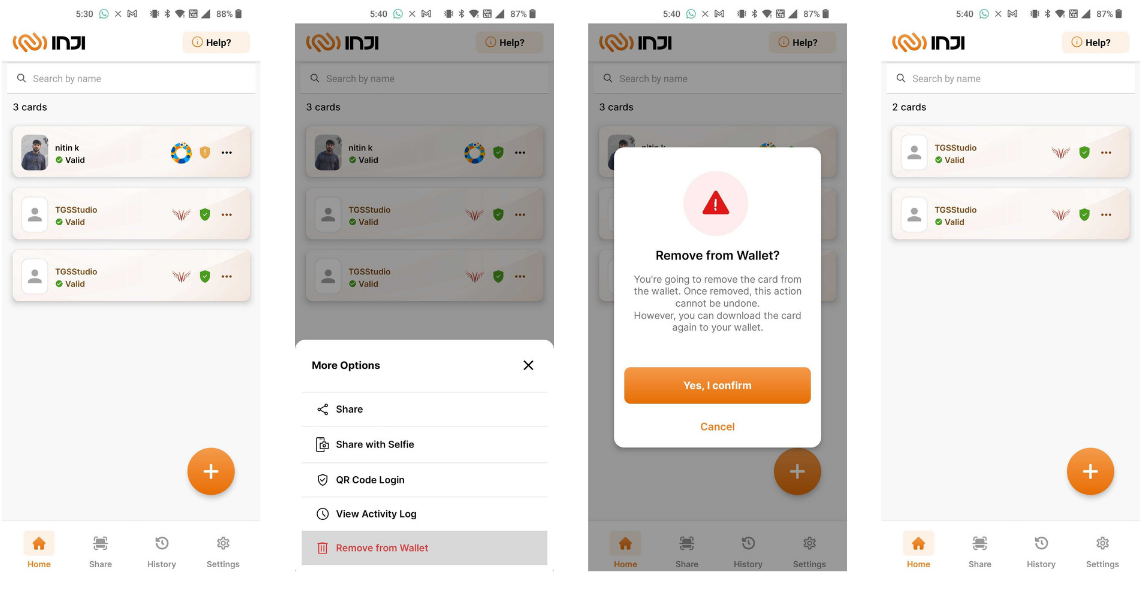 5:30 88%
INJI
Help?
Search by name
3 cards
nitin k
Valid
TGSStudio
Valid
TGSStudio
Valid
Home Share History Settings
5:40 87%
INJI
Help?
Search by name
3 cards
nitin k
Valid
TGSStudio
Valid
TGSStudio
Valid
More Options
Share
Share with Selfie
QR Code Login
View Activity Log
Remove from Wallet
5:40 87%
INJI
Help?
Search by name
3 cards
Remove from Wallet?
You're going to remove the card from
the wallet. Once removed, this action
cannot be undone.
However, you can download the card
again to your wallet.
Yes, I confirm
Cancel
Home Share History Settings
5:40 87%
INJI
Help?
Search by name
2 cards
TGSStudio
Valid
TGSStudio
Valid
Home Share History Settings